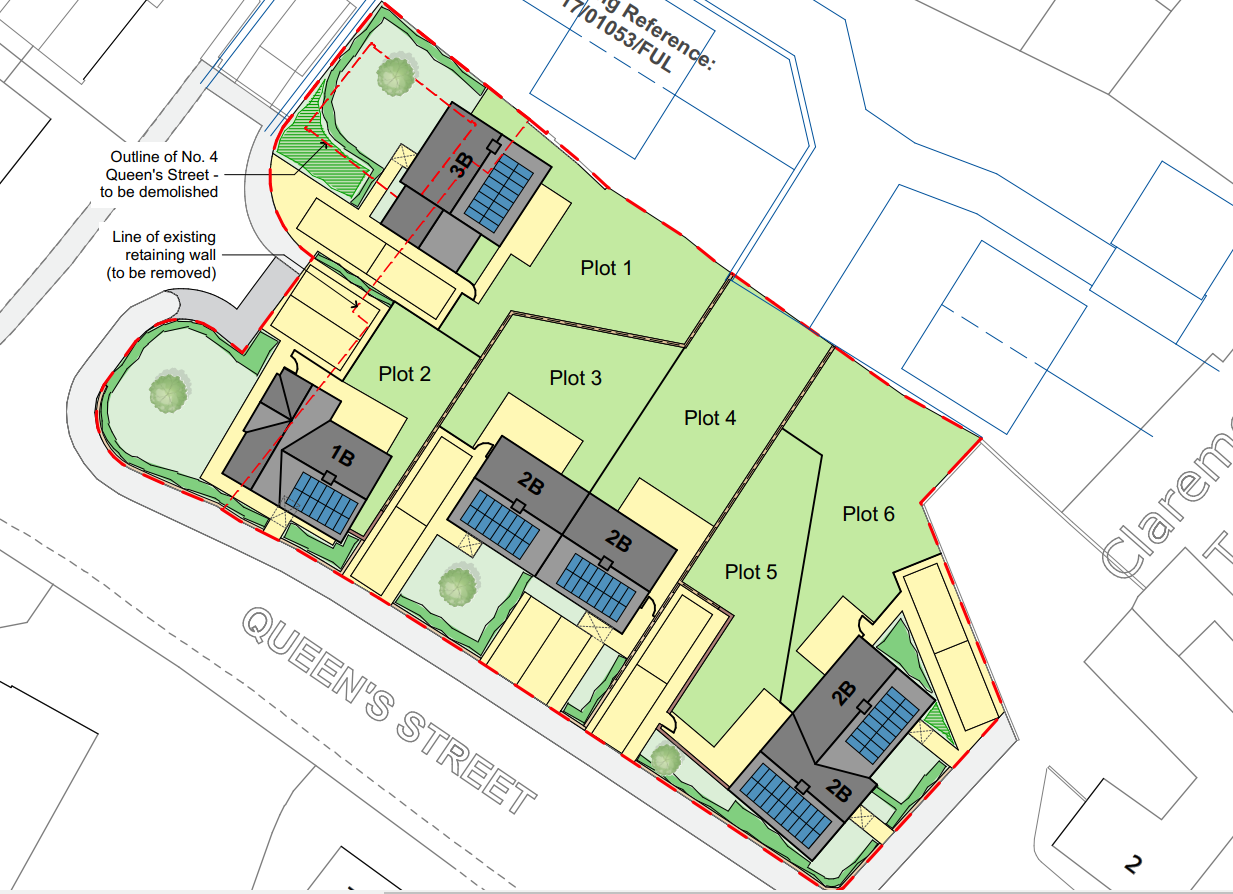 ng Reference:
17/01053/FUL
Outline of No. 4
Queen's Street -
to be demolished
3B
Line of existing
retaining wall
(to be removed)
Plot 1
Plot 2
Plot 3
Plot 4
1B
2B
2B
Plot 5
Plot 6
QUEEN'S STREET
2B
2B
Clareme
T
2